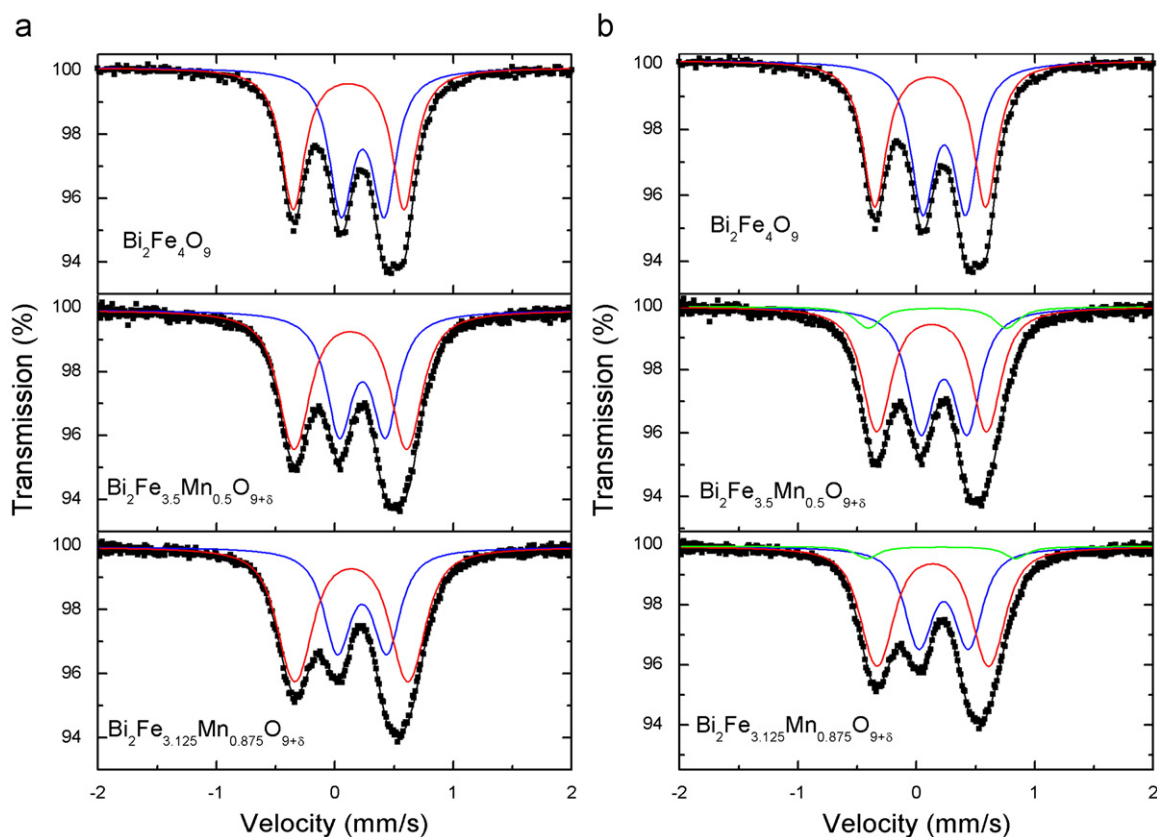 a
b
100
98
96
94
Bi₂Fe₄O₉
100
98
96
94
Bi₂Fe₃.₅Mn₀.₅O₉₊δ
100
98
96
94
Bi₂Fe₃.₁₂₅Mn₀.₈₇₅O₉₊δ
Transmission (%)
-2 -1 0 1 2
Velocity (mm/s)
100
98
96
94
Bi₂Fe₄O₉
100
98
96
94
Bi₂Fe₃.₅Mn₀.₅O₉₊δ
100
98
96
94
Bi₂Fe₃.₁₂₅Mn₀.₈₇₅O₉₊δ
Transmission (%)
-2 -1 0 1 2
Velocity (mm/s)